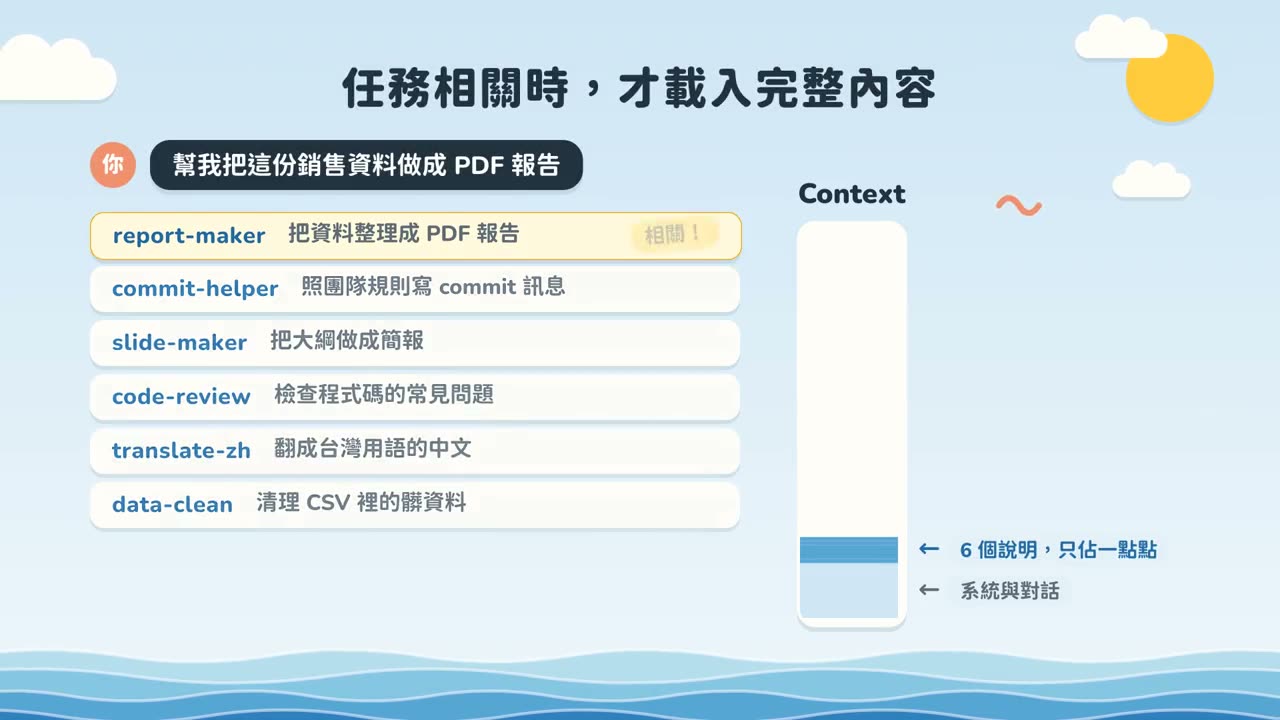 任務相關時，才載入完整內容
你
幫我把這份銷售資料做成 PDF 報告
report-maker 把資料整理成 PDF 報告 相關！
commit-helper 照團隊規則寫 commit 訊息
slide-maker 把大綱做成簡報
code-review 檢查程式碼的常見問題
translate-zh 翻成台灣用語的中文
data-clean 清理 CSV 裡的髒資料
Context
← 6 個說明，只佔一點點
← 系統與對話